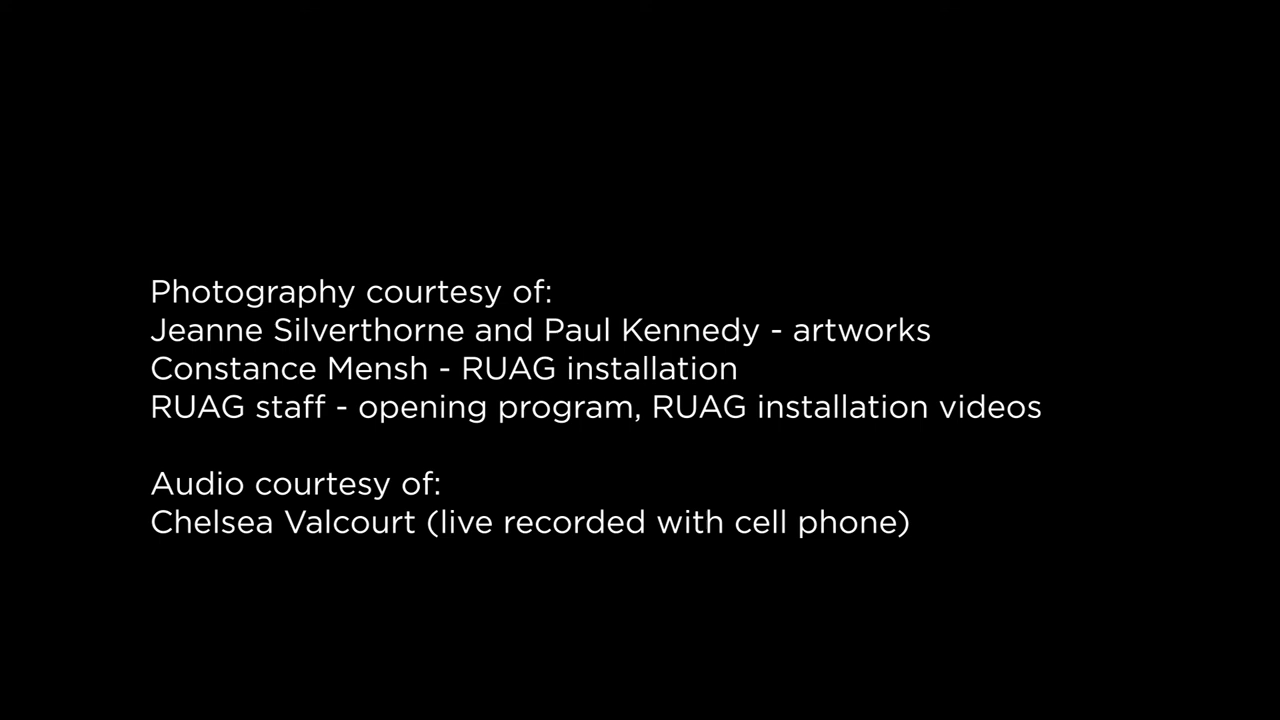 Photography courtesy of:
Jeanne Silverthorne and Paul Kennedy - artworks
Constance Mensh - RUAG installation
RUAG staff - opening program, RUAG installation videos
Audio courtesy of:
Chelsea Valcourt (live recorded with cell phone)